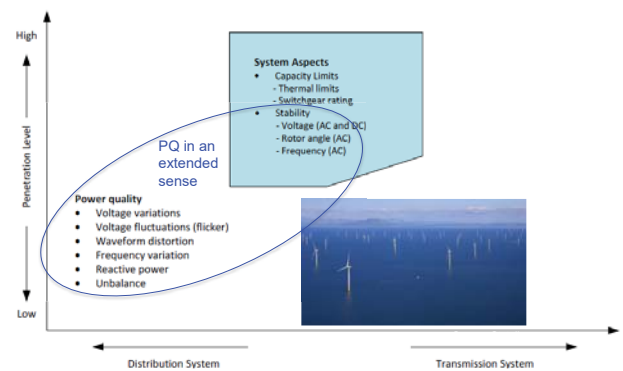 High
System Aspects
• Capacity Limits
- Thermal limits
- Switchgear rating
• Stability
- Voltage (AC and DC)
- Rotor angle (AC)
- Frequency (AC)
PQ in an
extended
sense
Penetration Level
Power quality
• Voltage variations
• Voltage fluctuations (flicker)
• Waveform distortion
• Frequency variation
• Reactive power
• Unbalance
Low
Distribution System
Transmission System